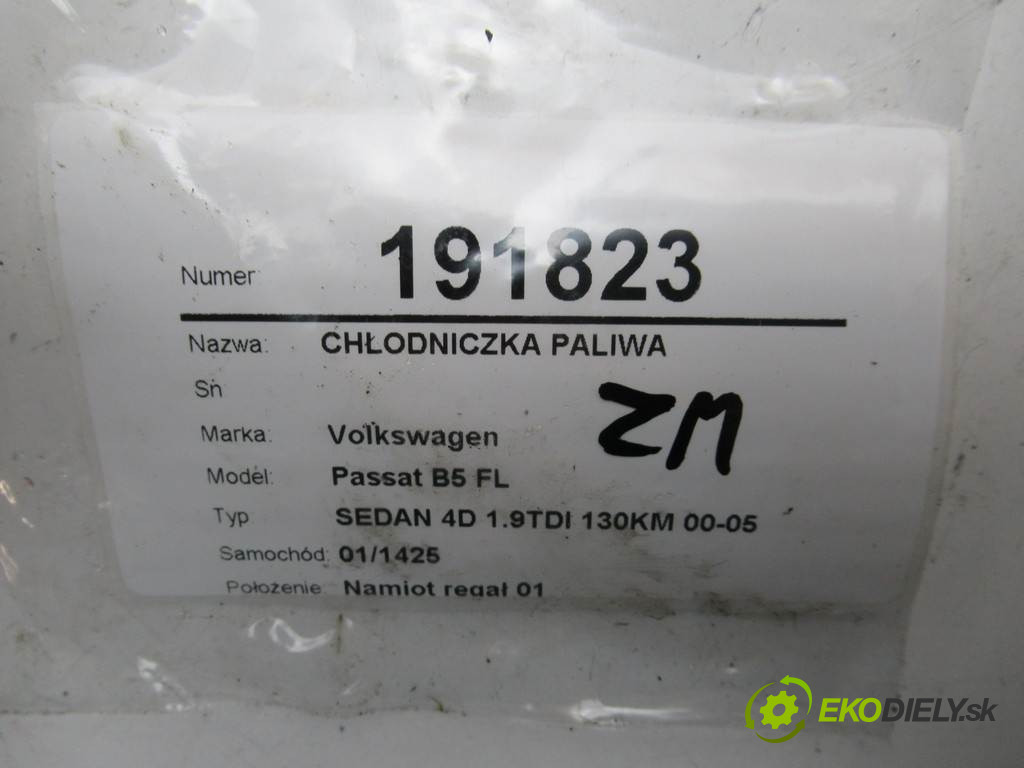 Numer: 191823
Nazwa: CHŁODNICZKA PALIWA
Sn
ZM
Marka: Volkswagen
Model: Passat B5 FL
Typ SEDAN 4D 1.9TDI 130KM 00-05
Samochód: 01/1425
Położenie: Namiot regał 01
EKODIELY.sk